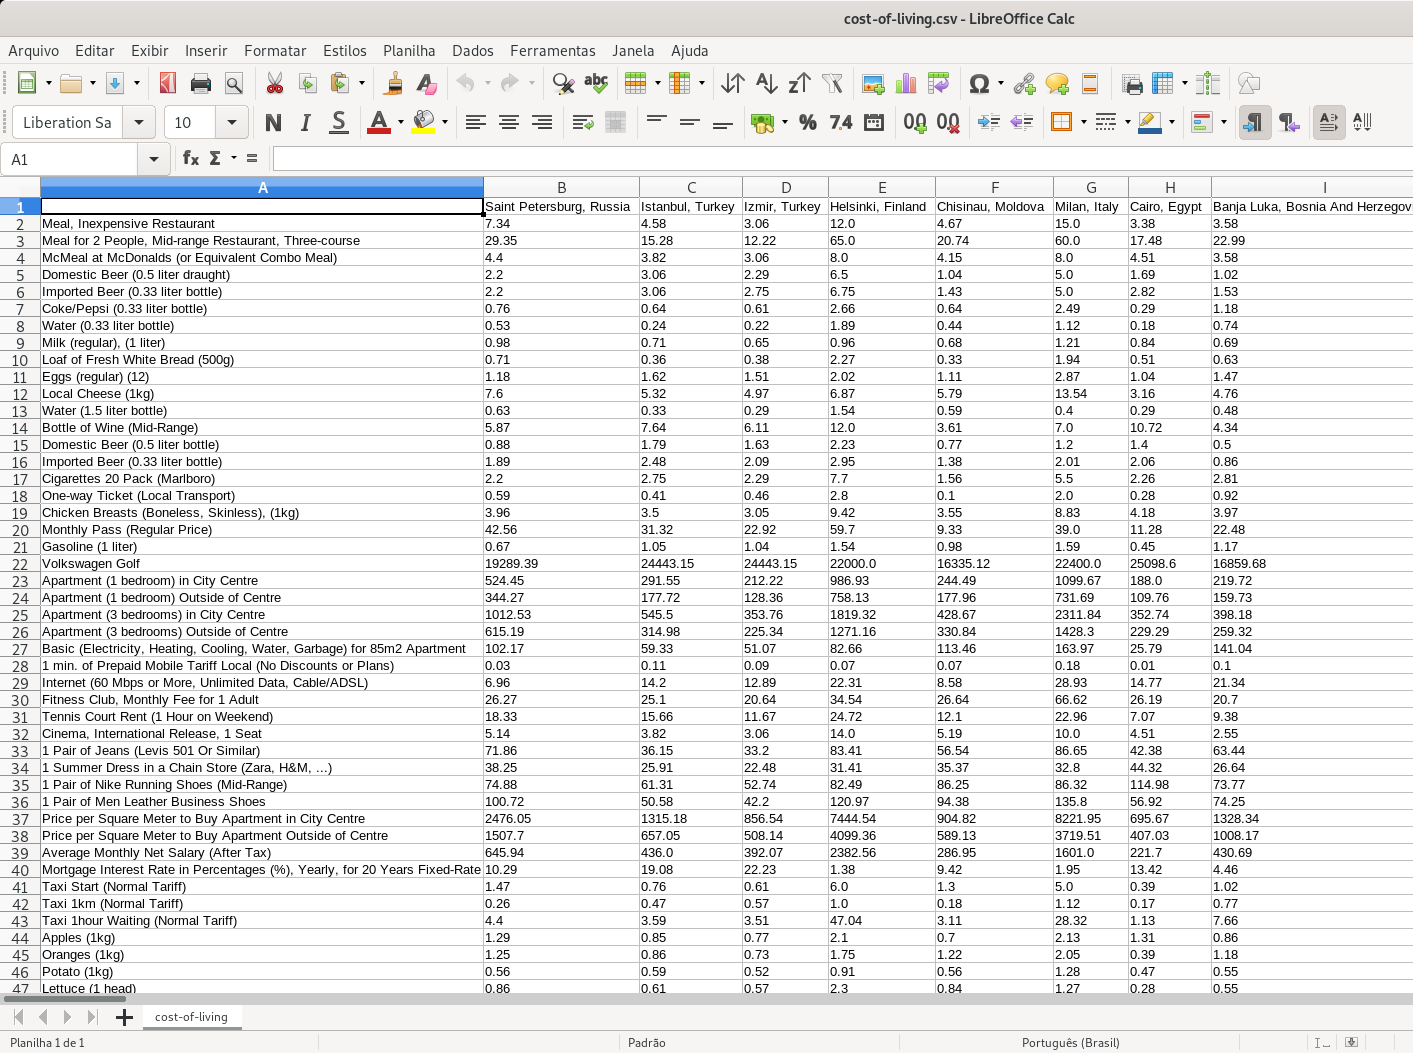 cost-of-living.csv - LibreOffice Calc
Arquivo Editar Exibir Inserir Formatar Estilos Planilha Dados Ferramentas Janela Ajuda
Liberation Sa 10 N I S
A1
A B C D E F G H I
1 Saint Petersburg, Russia Istanbul, Turkey Izmir, Turkey Helsinki, Finland Chisinau, Moldova Milan, Italy Cairo, Egypt Banja Luka, Bosnia And Herzegov
2 Meal, Inexpensive Restaurant 7.34 4.58 3.06 12.0 4.67 15.0 3.38 3.58
3 Meal for 2 People, Mid-range Restaurant, Three-course 29.35 15.28 12.22 65.0 20.74 60.0 17.48 22.99
4 McMeal at McDonalds (or Equivalent Combo Meal) 4.4 3.82 3.06 8.0 4.15 8.0 4.51 3.58
5 Domestic Beer (0.5 liter draught) 2.2 3.06 2.29 6.5 1.04 5.0 1.69 1.02
6 Imported Beer (0.33 liter bottle) 2.2 3.06 2.75 6.75 1.43 5.0 2.82 1.53
7 Coke/Pepsi (0.33 liter bottle) 0.76 0.64 0.61 2.66 0.64 2.49 0.29 1.18
8 Water (0.33 liter bottle) 0.53 0.24 0.22 1.89 0.44 1.12 0.18 0.74
9 Milk (regular), (1 liter) 0.98 0.71 0.65 0.96 0.68 1.21 0.84 0.69
10 Loaf of Fresh White Bread (500g) 0.71 0.36 0.38 2.27 0.33 1.94 0.51 0.63
11 Eggs (regular) (12) 1.18 1.62 1.51 2.02 1.11 2.87 1.04 1.47
12 Local Cheese (1kg) 7.6 5.32 4.97 6.87 5.79 13.54 3.16 4.76
13 Water (1.5 liter bottle) 0.63 0.33 0.29 1.54 0.59 0.4 0.29 0.48
14 Bottle of Wine (Mid-Range) 5.87 7.64 6.11 12.0 3.61 7.0 10.72 4.34
15 Domestic Beer (0.5 liter bottle) 0.88 1.79 1.63 2.23 0.77 1.2 1.4 0.5
16 Imported Beer (0.33 liter bottle) 1.89 2.48 2.09 2.95 1.38 2.01 2.06 0.86
17 Cigarettes 20 Pack (Marlboro) 2.2 2.75 2.29 7.7 1.56 5.5 2.26 2.81
18 One-way Ticket (Local Transport) 0.59 0.41 0.46 2.8 0.1 2.0 0.28 0.92
19 Chicken Breasts (Boneless, Skinless), (1kg) 3.96 3.5 3.05 9.42 3.55 8.83 4.18 3.97
20 Monthly Pass (Regular Price) 42.56 31.32 22.92 59.7 9.33 39.0 11.28 22.48
21 Gasoline (1 liter) 0.67 1.05 1.04 1.54 0.98 1.59 0.45 1.17
22 Volkswagen Golf 19289.39 24443.15 24443.15 22000.0 16335.12 22400.0 25098.6 16859.68
23 Apartment (1 bedroom) in City Centre 524.45 291.55 212.22 986.93 244.49 1099.67 188.0 219.72
24 Apartment (1 bedroom) Outside of Centre 344.27 177.72 128.36 758.13 177.96 731.69 109.76 159.73
25 Apartment (3 bedrooms) in City Centre 1012.53 545.5 353.76 1819.32 428.67 2311.84 352.74 398.18
26 Apartment (3 bedrooms) Outside of Centre 615.19 314.98 225.34 1271.16 330.84 1428.3 229.29 259.32
27 Basic (Electricity, Heating, Cooling, Water, Garbage) for 85m2 Apartment 102.17 59.33 51.07 82.66 113.46 163.97 25.79 141.04
28 1 min. of Prepaid Mobile Tariff Local (No Discounts or Plans) 0.03 0.11 0.09 0.07 0.07 0.18 0.01 0.1
29 Internet (60 Mbps or More, Unlimited Data, Cable/ADSL) 6.96 14.2 12.89 22.31 8.58 28.93 14.77 21.34
30 Fitness Club, Monthly Fee for 1 Adult 26.27 25.1 20.64 34.54 26.64 66.62 26.19 20.7
31 Tennis Court Rent (1 Hour on Weekend) 18.33 15.66 11.67 24.72 12.1 22.96 7.07 9.38
32 Cinema, International Release, 1 Seat 5.14 3.82 3.06 14.0 5.19 10.0 4.51 2.55
33 1 Pair of Jeans (Levis 501 Or Similar) 71.86 36.15 33.2 83.41 56.54 86.65 42.38 63.44
34 1 Summer Dress in a Chain Store (Zara, H&M, ...) 38.25 25.91 22.48 31.41 35.37 32.8 44.32 26.64
35 1 Pair of Nike Running Shoes (Mid-Range) 74.88 61.31 52.74 82.49 86.25 86.32 114.98 73.77
36 1 Pair of Men Leather Business Shoes 100.72 50.58 42.2 120.97 94.38 135.8 56.92 74.25
37 Price per Square Meter to Buy Apartment in City Centre 2476.05 1315.18 856.54 7444.54 904.82 8221.95 695.67 1328.34
38 Price per Square Meter to Buy Apartment Outside of Centre 1507.7 657.05 508.14 4099.36 589.13 3719.51 407.03 1008.17
39 Average Monthly Net Salary (After Tax) 645.94 436.0 392.07 2382.56 286.95 1601.0 221.7 430.69
40 Mortgage Interest Rate in Percentages (%), Yearly, for 20 Years Fixed-Rate 10.29 19.08 22.23 1.38 9.42 1.95 13.42 4.46
41 Taxi Start (Normal Tariff) 1.47 0.76 0.61 6.0 1.3 5.0 0.39 1.02
42 Taxi 1km (Normal Tariff) 0.26 0.47 0.57 1.0 0.18 1.12 0.17 0.77
43 Taxi 1hour Waiting (Normal Tariff) 4.4 3.59 3.51 47.04 3.11 28.32 1.13 7.66
44 Apples (1kg) 1.29 0.85 0.77 2.1 0.7 2.13 1.31 0.86
45 Oranges (1kg) 1.25 0.86 0.73 1.75 1.22 2.05 0.39 1.18
46 Potato (1kg) 0.56 0.59 0.52 0.91 0.56 1.28 0.47 0.55
47 Lettuce (1 head) 0.86 0.61 0.57 2.3 0.84 1.27 0.28 0.55
cost-of-living
Planilha 1 de 1 Padrão Português (Brasil)